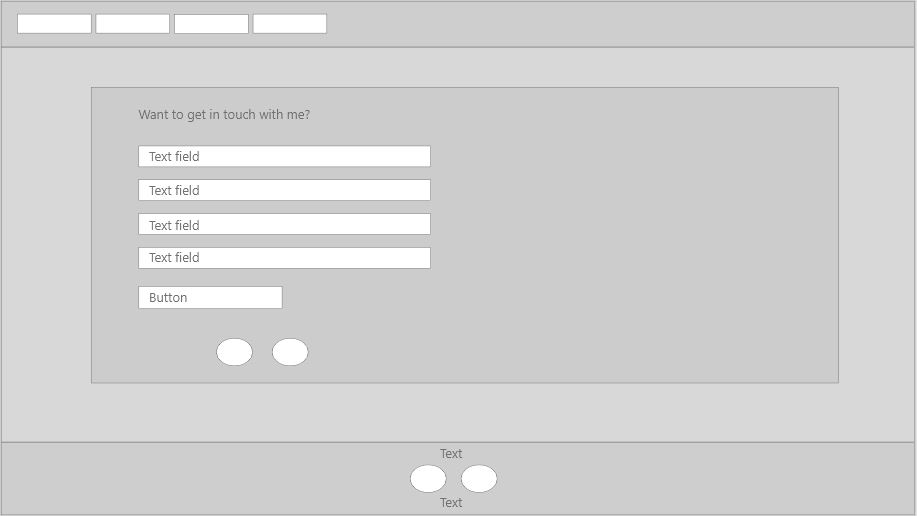 Want to get in touch with me?
Text field
Text field
Text field
Text field
Button
Text
Text